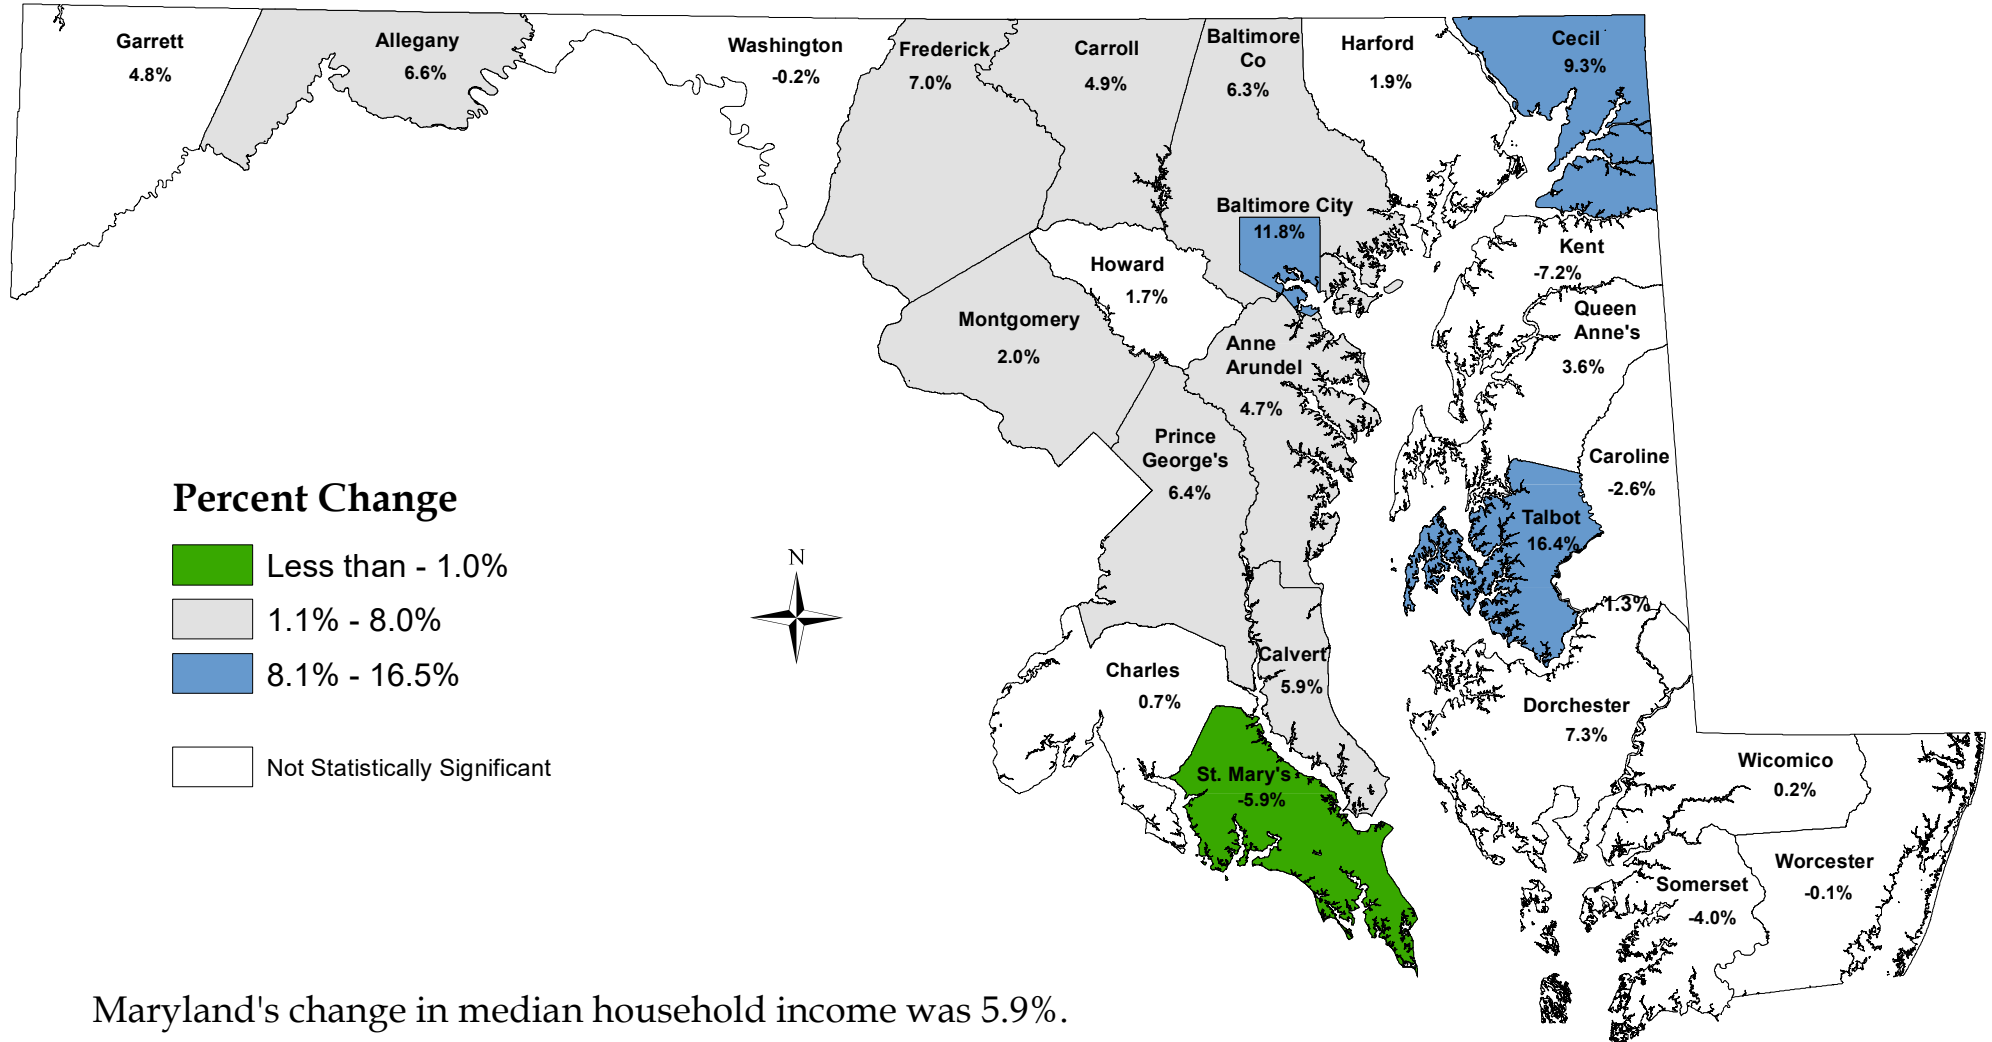 Garrett
4.8%
Allegany
6.6%
Washington
-0.2%
Frederick
7.0%
Carroll
4.9%
Baltimore
Co
6.3%
Harford
1.9%
Cecil
9.3%
Baltimore City
11.8%
Kent
-7.2%
Howard
1.7%
Queen
Anne's
3.6%
Montgomery
2.0%
Anne
Arundel
4.7%
Prince
George's
6.4%
Caroline
-2.6%
Talbot
16.4%
1.3%
Percent Change
Less than - 1.0%
1.1% - 8.0%
8.1% - 16.5%
Not Statistically Significant
N
Charles
0.7%
Calvert
5.9%
Dorchester
7.3%
St. Mary's
-5.9%
Wicomico
0.2%
Worcester
-0.1%
Somerset
-4.0%
Maryland's change in median household income was 5.9%.